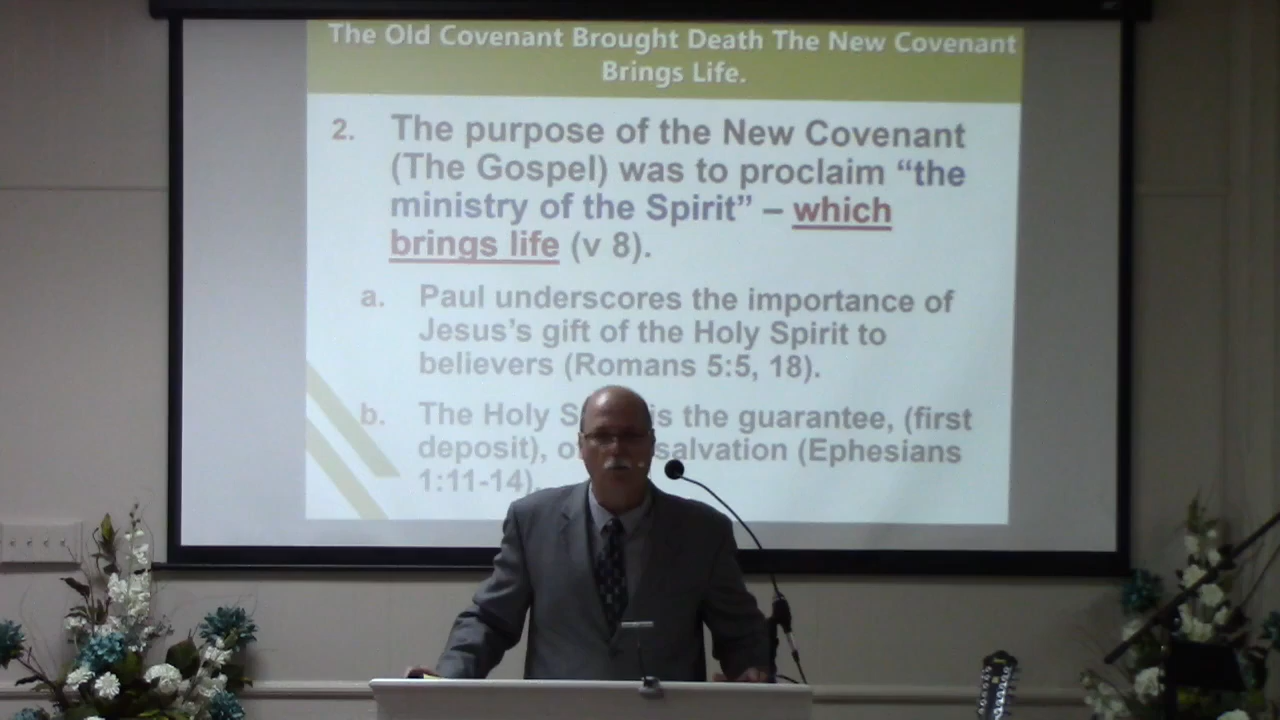 The Old Covenant Brought Death The New Covenant
Brings Life.
2. The purpose of the New Covenant
(The Gospel) was to proclaim “the
ministry of the Spirit” – which
brings life (v 8).
a. Paul underscores the importance of
Jesus’s gift of the Holy Spirit to
believers (Romans 5:5, 18).
b. The Holy is the guarantee, (first
deposit), salvation (Ephesians
1:11-14).